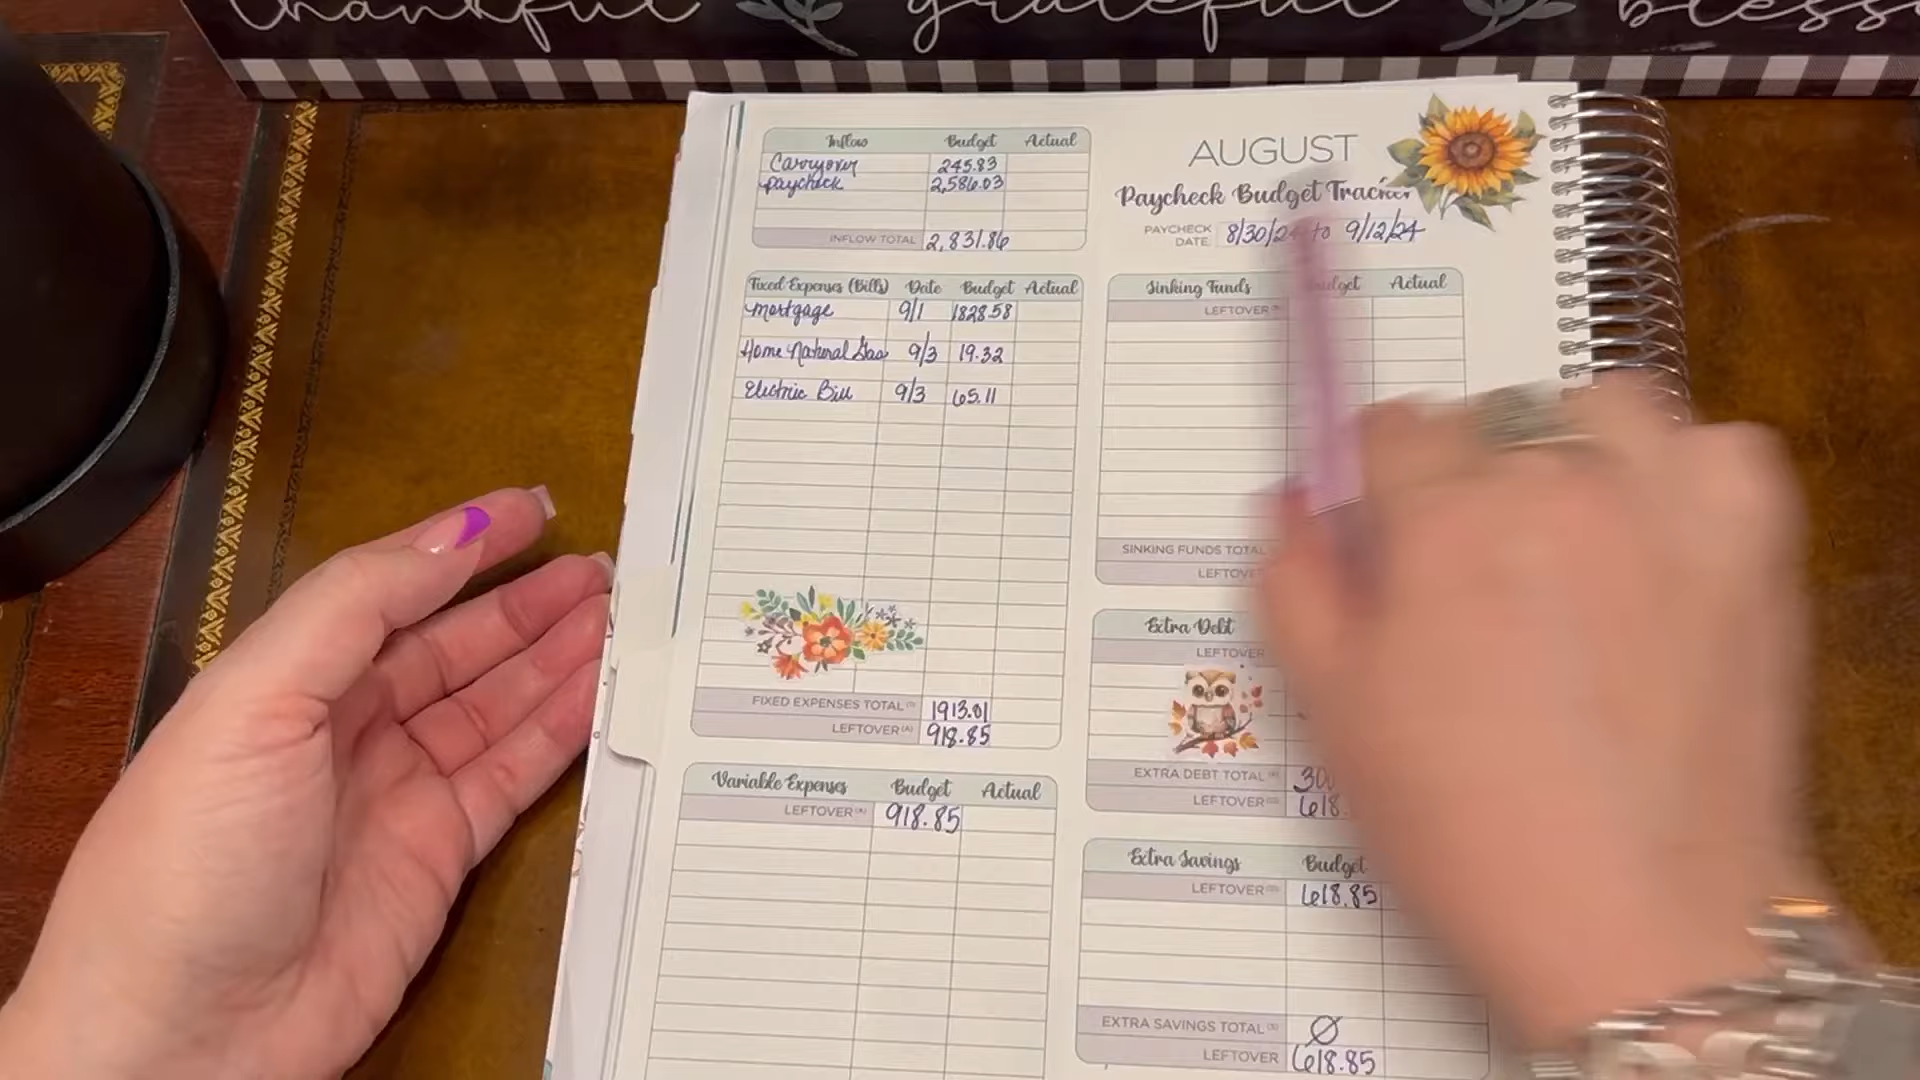 thankful grateful
Inflow Budget Actual
Carryover 245.83
paycheck 2,586.03
INFLOW TOTAL 2,831.86
AUGUST
Paycheck Budget Tracker
PAYCHECK DATE 8/30/24 to 9/12/24
Fixed Expenses (Bills) Date Budget Actual
Mortgage 9/1 1828.58
Home Natural Gas 9/3 19.32
Electric Bill 9/3 65.11
FIXED EXPENSES TOTAL 1913.01
LEFTOVER (A) 918.85
Variable Expenses Budget Actual
LEFTOVER (A) 918.85
Sinking Funds Actual
LEFTOVER
SINKING FUNDS TOTAL
Extra Debt
LEFTOVER
EXTRA DEBT TOTAL
LEFTOVER
Extra Savings Budget
LEFTOVER 618.85
EXTRA SAVINGS TOTAL Ø
LEFTOVER 618.85